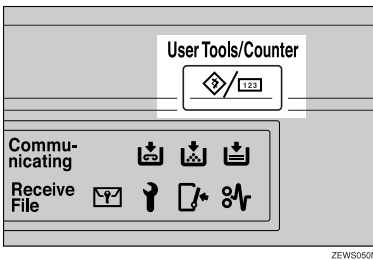 User Tools/Counter
123
Commu-
nicating
Receive
File
ZEWS050N